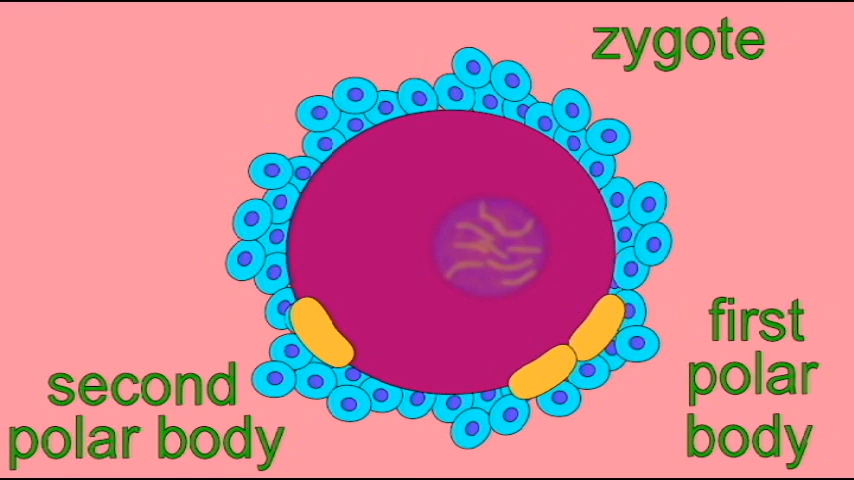 zygote
first
polar
body
second
polar body